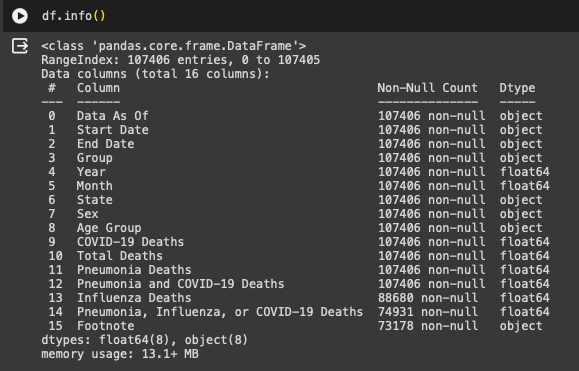 df.info()
<class 'pandas.core.frame.DataFrame'>
RangeIndex: 107406 entries, 0 to 107405
Data columns (total 16 columns):
 #   Column                                    Non-Null Count   Dtype
---  ------                                    --------------   -----
 0   Data As Of                                107406 non-null  object
 1   Start Date                                107406 non-null  object
 2   End Date                                  107406 non-null  object
 3   Group                                     107406 non-null  object
 4   Year                                      107406 non-null  float64
 5   Month                                     107406 non-null  float64
 6   State                                     107406 non-null  object
 7   Sex                                       107406 non-null  object
 8   Age Group                                 107406 non-null  object
 9   COVID-19 Deaths                           107406 non-null  float64
 10  Total Deaths                              107406 non-null  float64
 11  Pneumonia Deaths                          107406 non-null  float64
 12  Pneumonia and COVID-19 Deaths             107406 non-null  float64
 13  Influenza Deaths                          88680 non-null   float64
 14  Pneumonia, Influenza, or COVID-19 Deaths  74931 non-null   float64
 15  Footnote                                  73178 non-null   object
dtypes: float64(8), object(8)
memory usage: 13.1+ MB